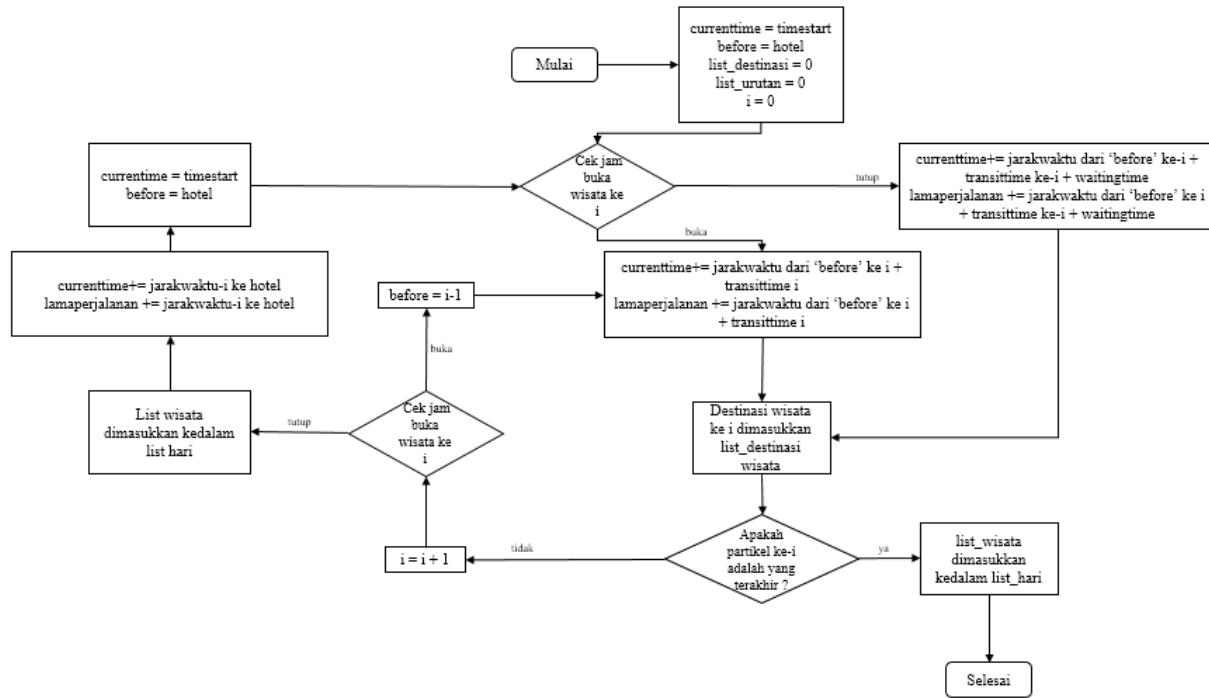 Mulai
currenttime = timestart
before = hotel
list_destinasi = 0
list_urutan = 0
i = 0
Cek jam
buka
wisata ke
i
tutup
currenttime+= jarakwaktu dari ‘before’ ke-i +
transittime ke-i + waitingtime
lamaperjalanan += jarakwaktu dari ‘before’ ke i
+ transittime ke-i + waitingtime
buka
currenttime+= jarakwaktu dari ‘before’ ke i +
transittime i
lamaperjalanan += jarakwaktu dari ‘before’ ke i
+ transittime i
Destinasi wisata
ke i dimasukkan
list_destinasi
wisata
Apakah
partikel ke-i
adalah yang
terakhir ?
ya
list_wisata
dimasukkan
kedalam list_hari
Selesai
tidak
i = i + 1
Cek jam
buka
wisata ke
i
buka
before = i-1
tutup
List wisata
dimasukkan kedalam
list hari
currenttime+= jarakwaktu-i ke hotel
lamaperjalanan += jarakwaktu-i ke hotel
currentime = timestart
before = hotel